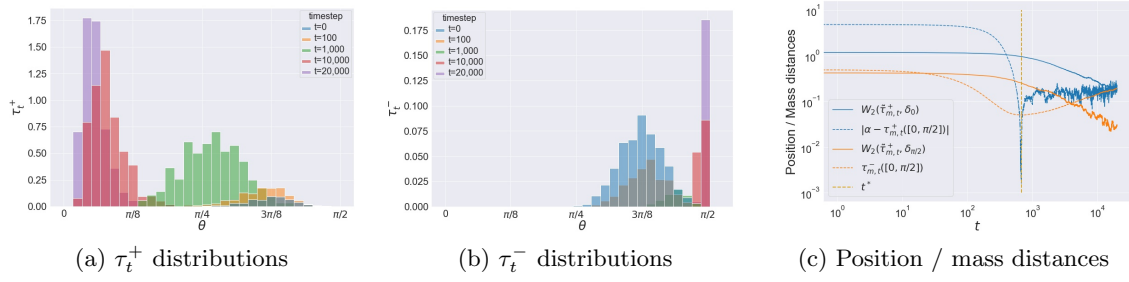 τ_t^+
1.75
1.50
1.25
1.00
0.75
0.50
0.25
0.00
0
π/8
π/4
3π/8
π/2
θ
timestep
t=0
t=100
t=1,000
t=10,000
t=20,000
(a) τ_t^+ distributions
τ_t^-
0.175
0.150
0.125
0.100
0.075
0.050
0.025
0.000
0
π/8
π/4
3π/8
π/2
θ
timestep
t=0
t=100
t=1,000
t=10,000
t=20,000
(b) τ_t^- distributions
Position / Mass distances
10^1
10^0
10^-1
10^-2
10^-3
10^0
10^1
10^2
10^3
10^4
t
W_2(τ̄_{m,t}^+, δ_0)
|α − τ_{m,t}^+([0, π/2])|
W_2(τ̄_{m,t}^+, δ_{π/2})
τ_{m,t}^-([0, π/2])
t*
(c) Position / mass distances